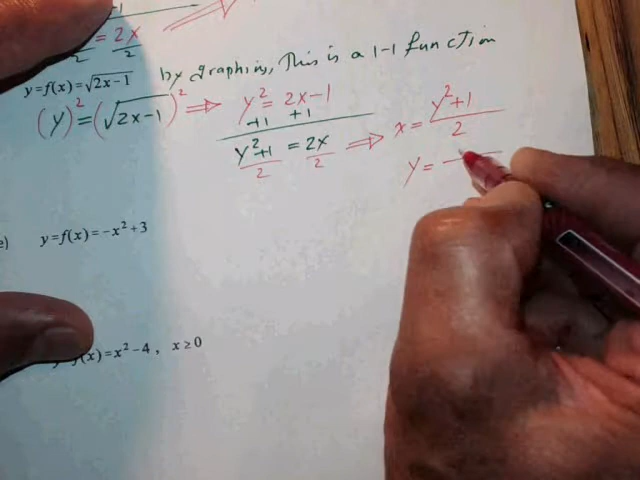 = 2x
2 2
by graphing, This is a 1-1 function
y=f(x)=√2x-1
(y)² = (√2x-1)² ⇒ y² = 2x-1
+1 +1
y²+1 = 2x ⇒ x = y²+1 / 2
2 2
y =
e) y=f(x)=-x²+3
f(x)=x²-4, x≥0